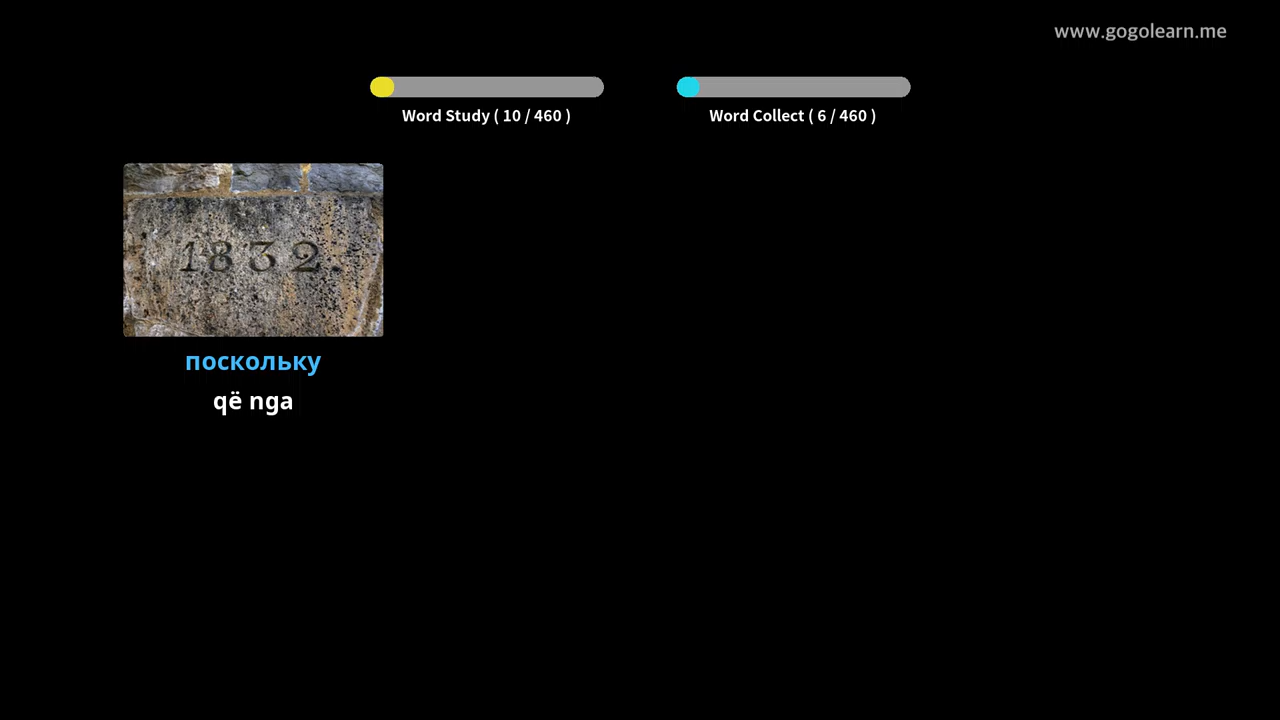 www.gogolearn.me
Word Study ( 10 / 460 )
Word Collect ( 6 / 460 )
1832.
поскольку
që nga